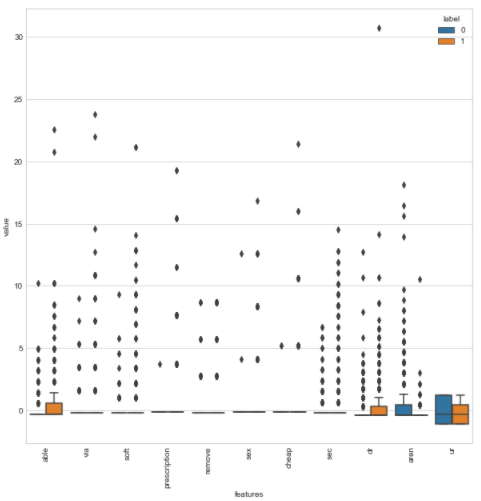 label
0
1
30
25
20
15
10
5
0
value
able
via
soft
prescription
remove
sex
cheap
sec
dr
aren
ur
features